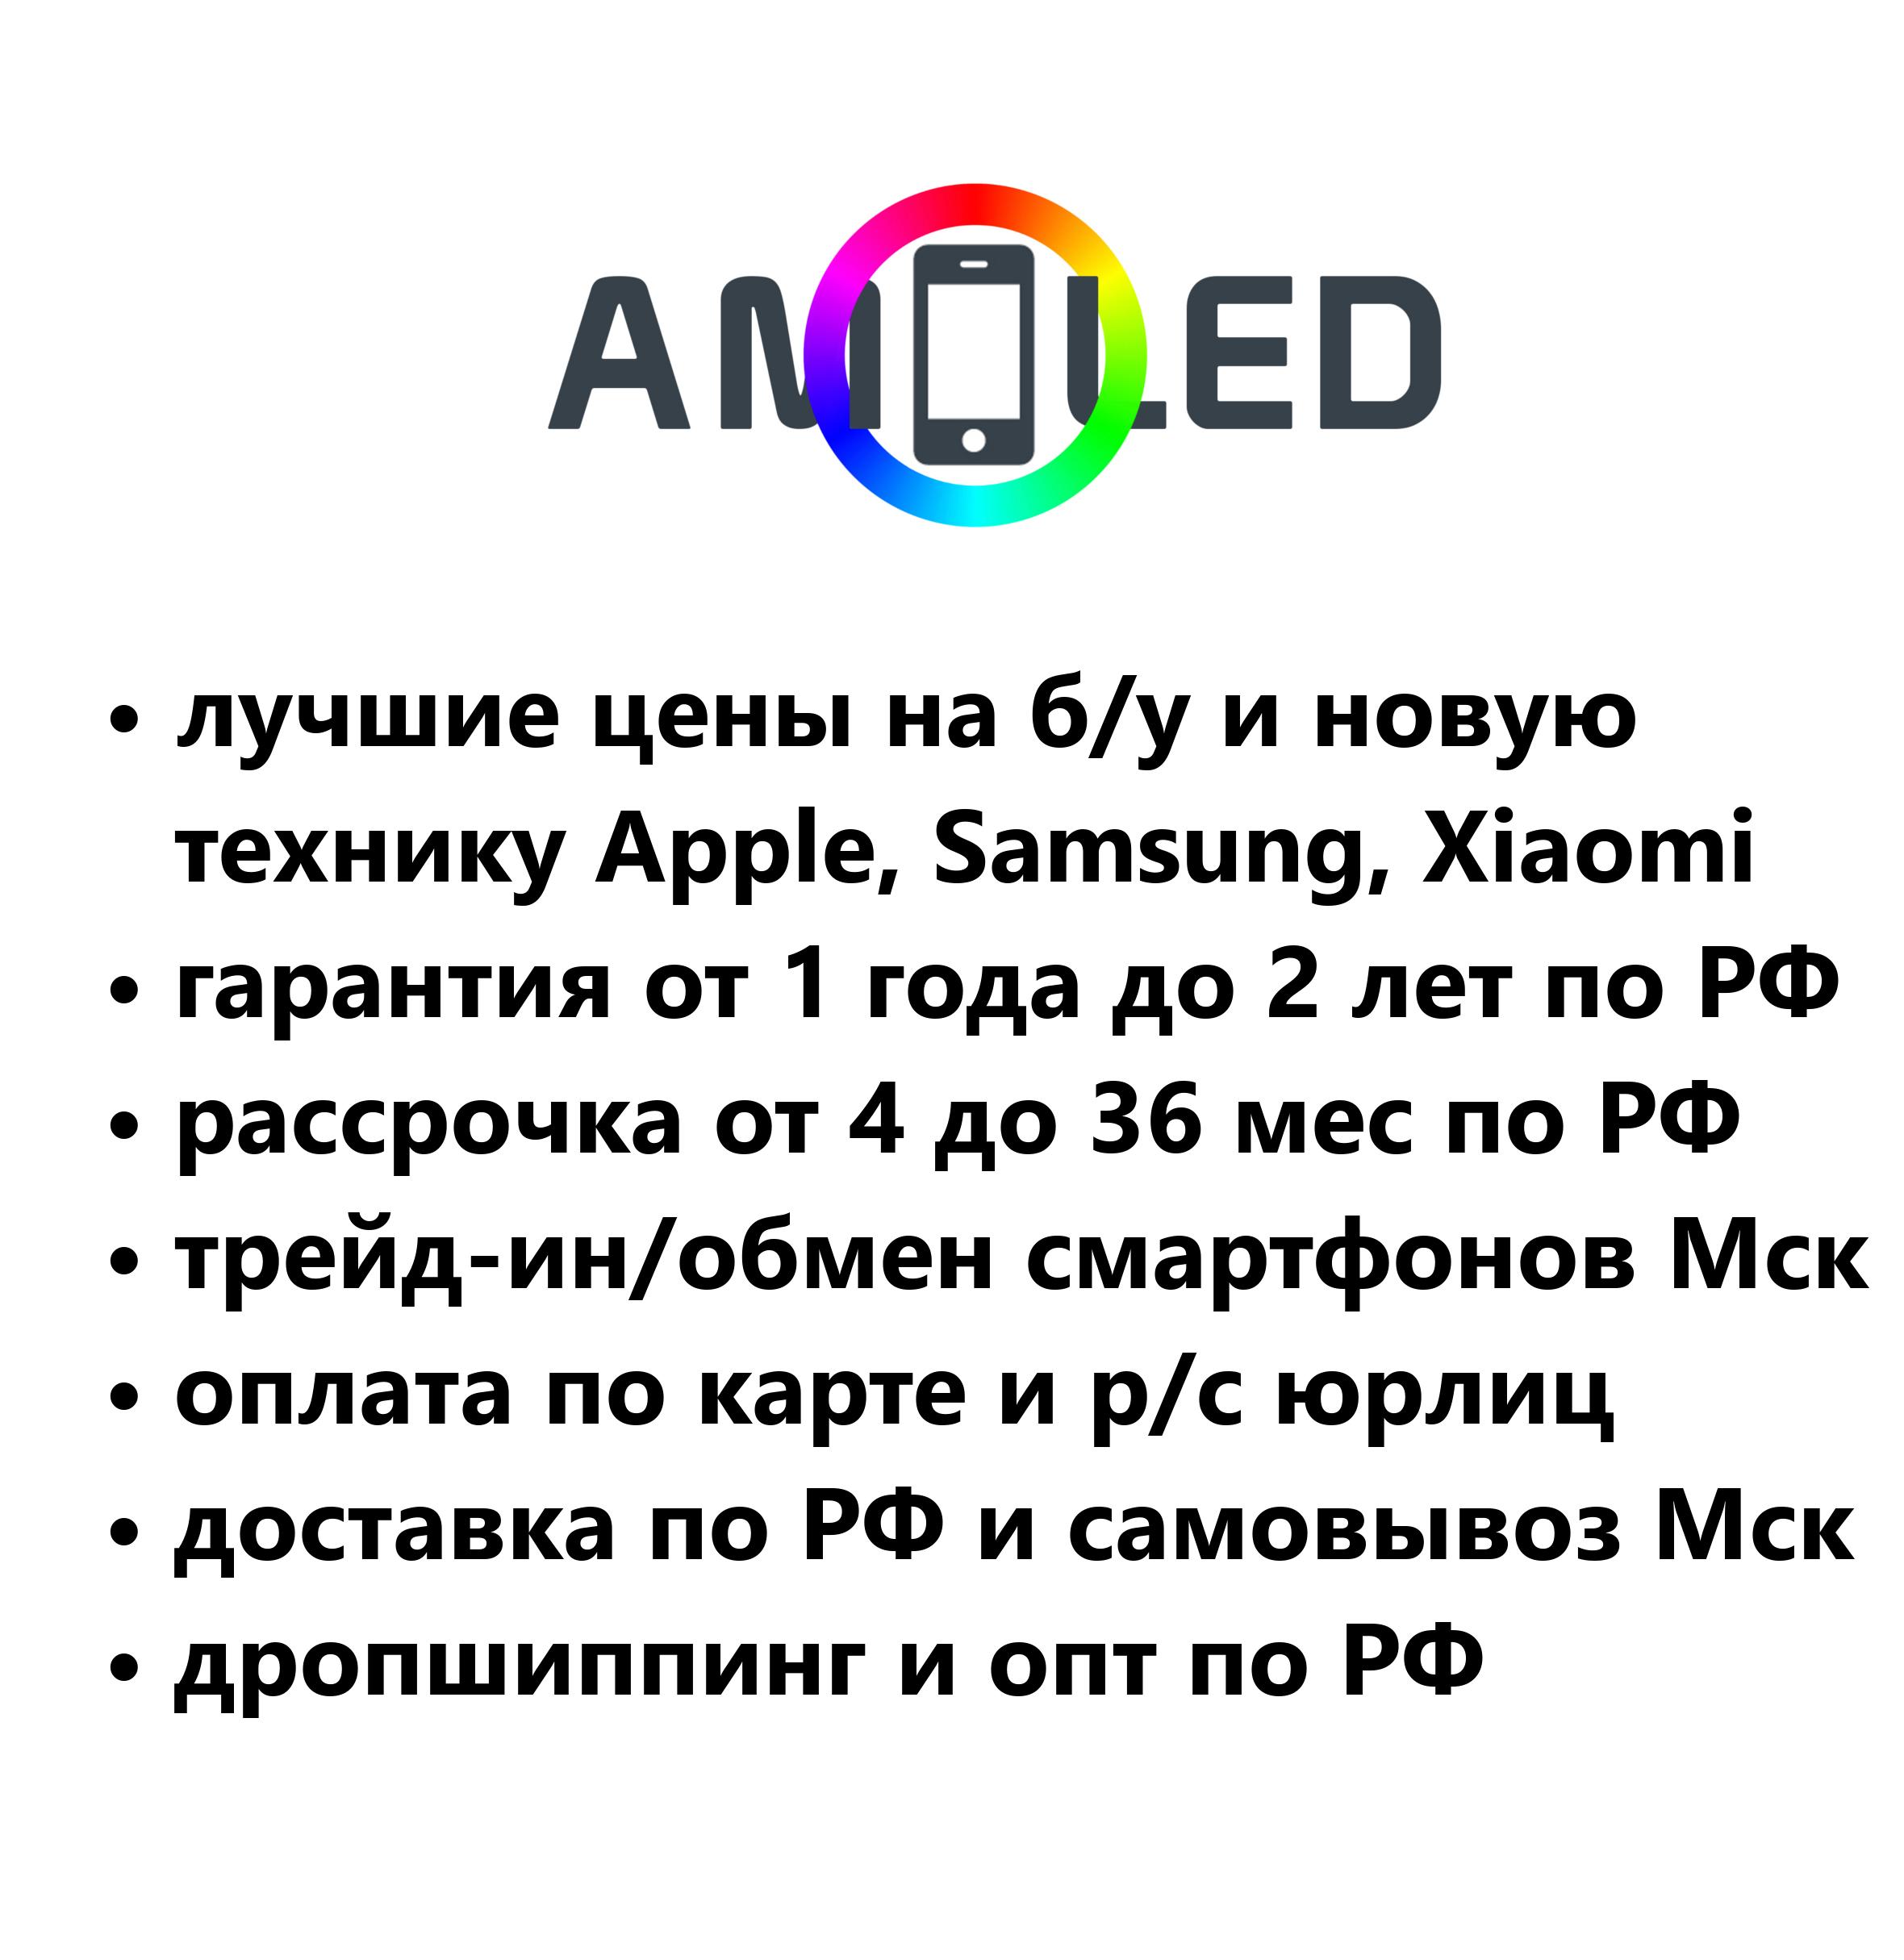 AMOLED
• лучшие цены на б/у и новую
технику Apple, Samsung, Xiaomi
• гарантия от 1 года до 2 лет по РФ
• рассрочка от 4 до 36 мес по РФ
• трейд-ин/обмен смартфонов Мск
• оплата по карте и р/с юрлиц
• доставка по РФ и самовывоз Мск
• дропшиппинг и опт по РФ